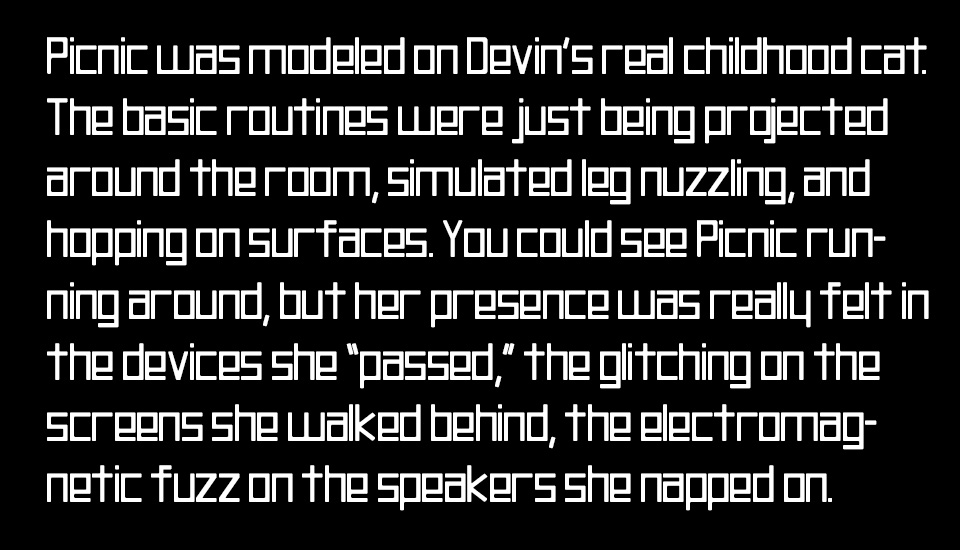 Picnic was modeled on Devin's real childhood cat.
The basic routines were just being projected
around the room, simulated leg nuzzling, and
hopping on surfaces. You could see Picnic run-
ning around, but her presence was really felt in
the devices she “passed,” the glitching on the
screens she walked behind, the electromag-
netic fuzz on the speakers she napped on.